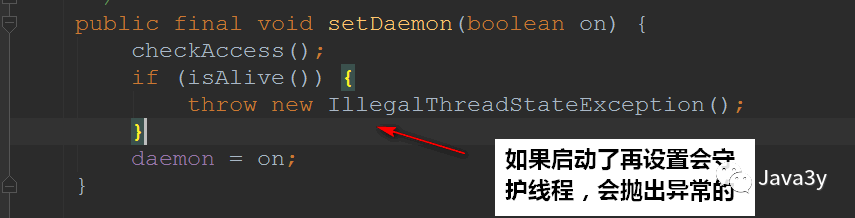 public final void setDaemon(boolean on) {
checkAccess();
if (isAlive()) {
throw new IllegalThreadStateException();
}
daemon = on;
}
如果启动了再设置会守
护线程，会抛出异常的
Java3y